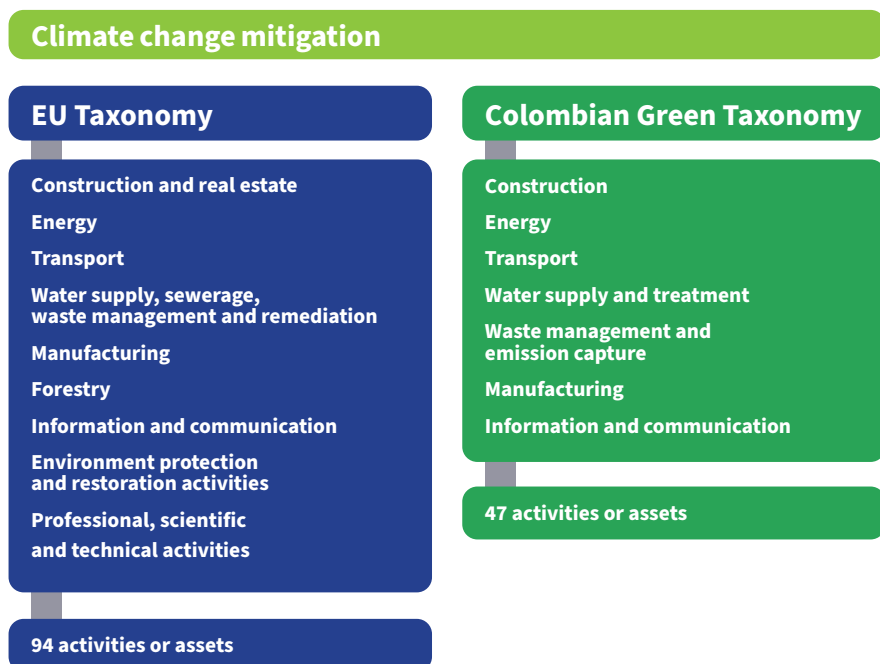 Climate change mitigation
EU Taxonomy
Construction and real estate
Energy
Transport
Water supply, sewerage,
waste management and remediation
Manufacturing
Forestry
Information and communication
Environment protection
and restoration activities
Professional, scientific
and technical activities
94 activities or assets
Colombian Green Taxonomy
Construction
Energy
Transport
Water supply and treatment
Waste management and
emission capture
Manufacturing
Information and communication
47 activities or assets